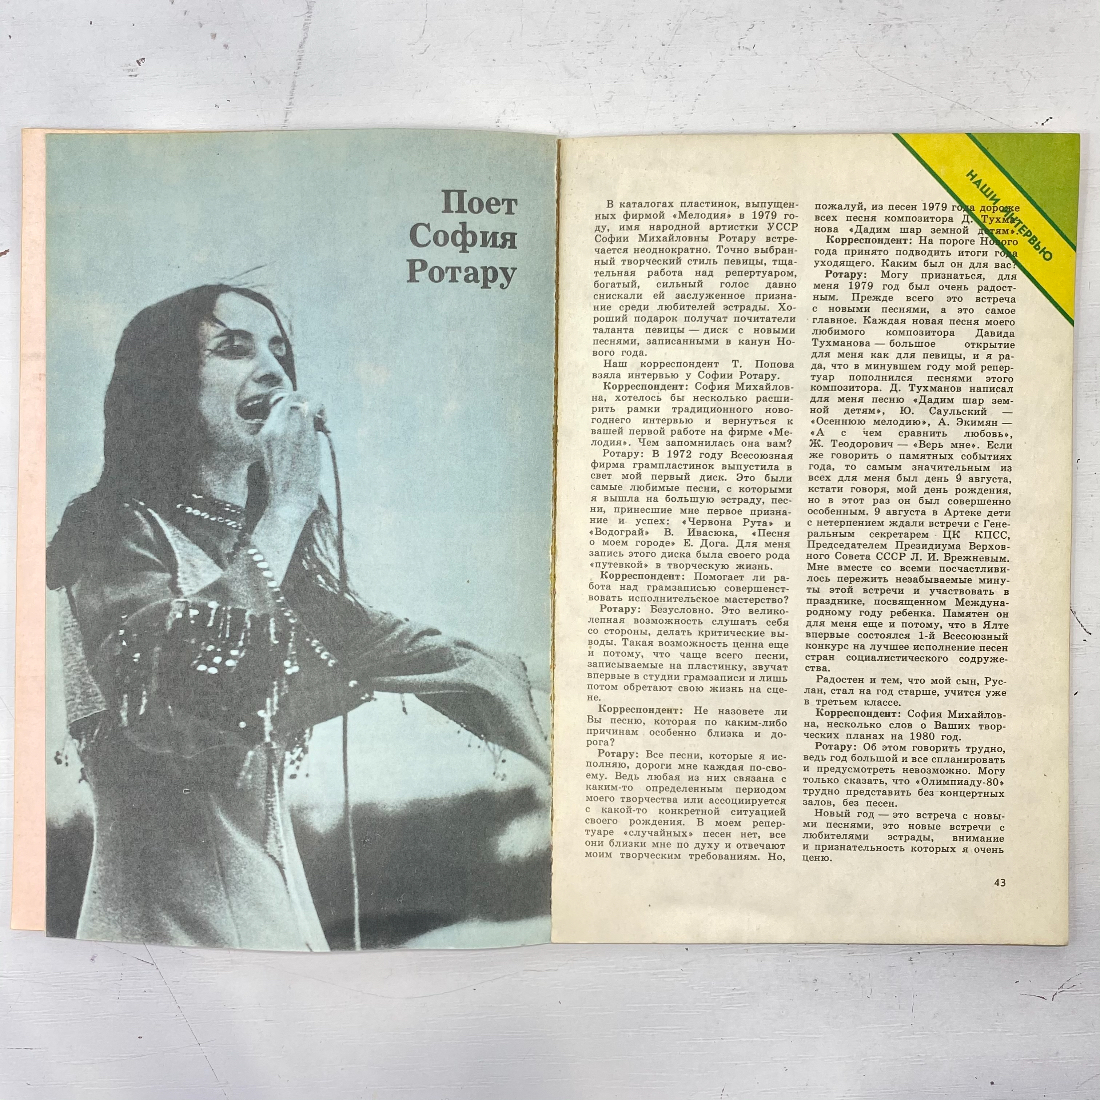 Поет
София
Ротару
В каталогах пластинок, выпущен-
ных фирмой «Мелодия» в 1979 го-
ду, имя народной артистки УССР
Софии Михайловны Ротару встре-
чается неоднократно. Точно выбран-
ный творческий стиль певицы, тща-
тельная работа над репертуаром,
богатый, сильный голос давно
снискали ей заслуженное призна-
ние среди любителей эстрады. Хо-
роший подарок получат почитатели
таланта певицы — диск с новыми
песнями, записанными в канун Но-
вого года.
Наш корреспондент Т. Попова
взяла интервью у Софии Ротару.
Корреспондент: София Михайлов-
на, хотелось бы несколько расши-
рить рамки традиционного ново-
годнего интервью и вернуться к
вашей первой работе на фирме «Ме-
лодия». Чем запомнилась она вам?
Ротару: В 1972 году Всесоюзная
фирма грампластинок выпустила в
свет мой первый диск. Это были
самые любимые песни, с которыми
я вышла на большую эстраду, пес-
ни, принесшие мне первое призна-
ние и успех: «Червона Рута» и
«Водограй» В. Ивасюка, «Песня
о моем городе» Е. Дога. Для меня
запись этого диска была своего рода
«путевкой» в творческую жизнь.
Корреспондент: Помогает ли ра-
бота над грамзаписью совершенст-
вовать исполнительское мастерство?
Ротару: Безусловно. Это велико-
лепная возможность слушать себя
со стороны, делать критические вы-
воды. Такая возможность ценна еще
и потому, что чаще всего песни,
записываемые на пластинку, звучат
впервые в студии грамзаписи и лишь
потом обретают свою жизнь на сце-
не.
Корреспондент: Не назовете ли
Вы песню, которая по каким-либо
причинам особенно близка и до-
рога?
Ротару: Все песни, которые я ис-
полняю, дороги мне каждая по-сво-
ему. Ведь любая из них связана с
каким-то определенным периодом
моего творчества или ассоциируется
с какой-то конкретной ситуацией
своего рождения. В моем репер-
туаре «случайных» песен нет, все
они близки мне по духу и отвечают
моим творческим требованиям. Но,
НАШИ ИНТЕРВЬЮ
пожалуй, из песен 1979 года дороже
всех песня композитора Д. Тухма-
нова «Дадим шар земной детям».
Корреспондент: На пороге Нового
года принято подводить итоги года
уходящего. Каким был он для вас?
Ротару: Могу признаться, для
меня 1979 год был очень радост-
ным. Прежде всего это встреча
с новыми песнями, а это самое
главное. Каждая новая песня моего
любимого композитора Давида
Тухманова — большое открытие
для меня как для певицы, и я ра-
да, что в минувшем году мой репер-
туар пополнился песнями этого
композитора. Д. Тухманов написал
для меня песню «Дадим шар зем-
ной детям», Ю. Саульский —
«Осеннюю мелодию», А. Экимян —
«А с чем сравнить любовь»,
Ж. Теодорович — «Верь мне». Если
же говорить о памятных событиях
года, то самым значительным из
всех для меня был день 9 августа,
кстати говоря, мой день рождения,
но в этот раз он был совершенно
особенным. 9 августа в Артеке дети
с нетерпением ждали встречи с Гене-
ральным секретарем ЦК КПСС,
Председателем Президиума Верхов-
ного Совета СССР Л. И. Брежневым.
Мне вместе со всеми посчастливи-
лось пережить незабываемые мину-
ты этой встречи и участвовать в
празднике, посвященном Междуна-
родному году ребенка. Памятен он
для меня еще и потому, что в Ялте
впервые состоялся 1-й Всесоюзный
конкурс на лучшее исполнение песен
стран социалистического содруже-
ства.
Радостен и тем, что мой сын, Рус-
лан, стал на год старше, учится уже
в третьем классе.
Корреспондент: София Михайлов-
на, несколько слов о Ваших твор-
ческих планах на 1980 год.
Ротару: Об этом говорить трудно,
ведь год большой и все спланировать
и предусмотреть невозможно. Могу
только сказать, что «Олимпиаду-80»
трудно представить без концертных
залов, без песен.
Новый год — это встреча с новы-
ми песнями, это новые встречи с
любителями эстрады, внимание
и признательность которых я очень
ценю.
43